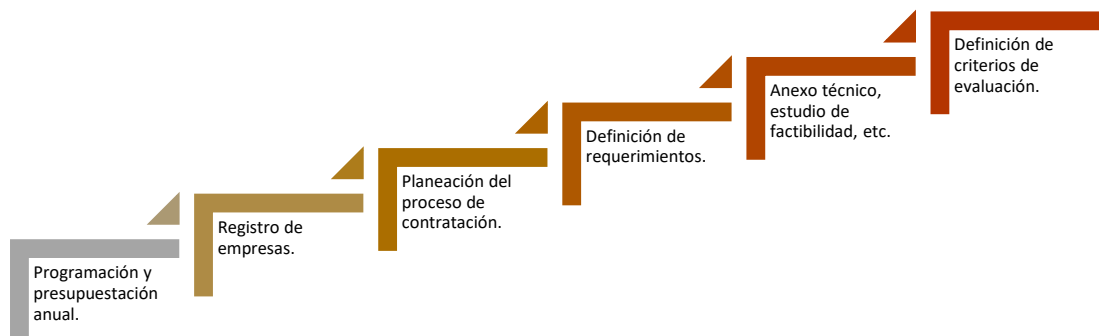 Programación y
presupuestación
anual.
Registro de
empresas.
Planeación del
proceso de
contratación.
Definición de
requerimientos.
Anexo técnico,
estudio de
factibilidad, etc.
Definición de
criterios de
evaluación.